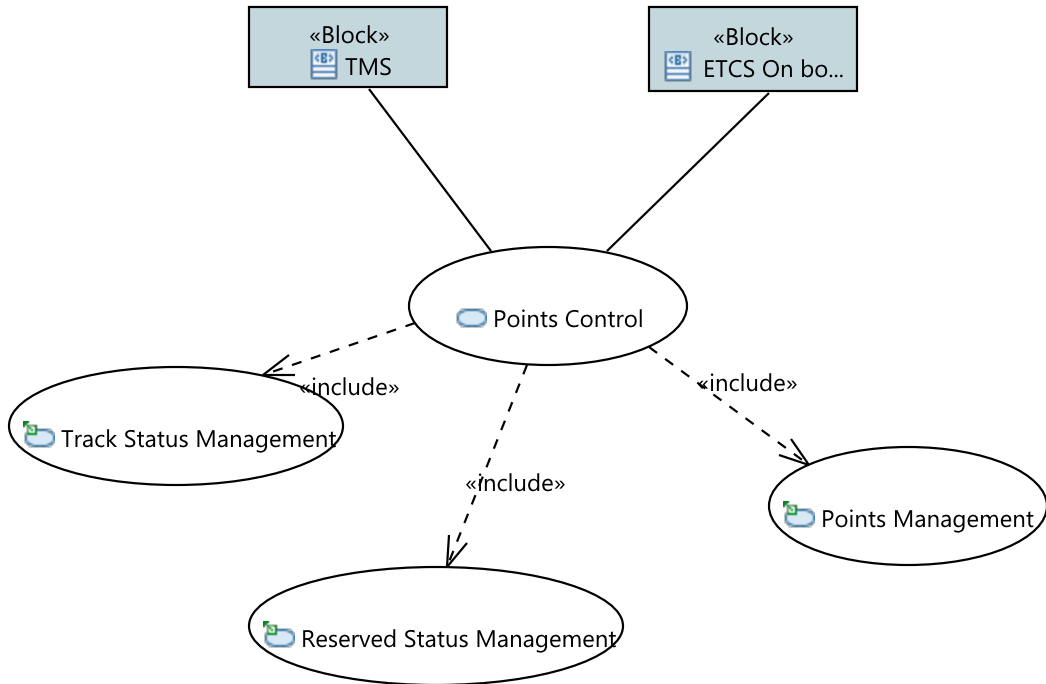 «Block»
TMS
«Block»
ETCS On bo...
Points Control
«include»
«include»
Track Status Management
«include»
Points Management
Reserved Status Management